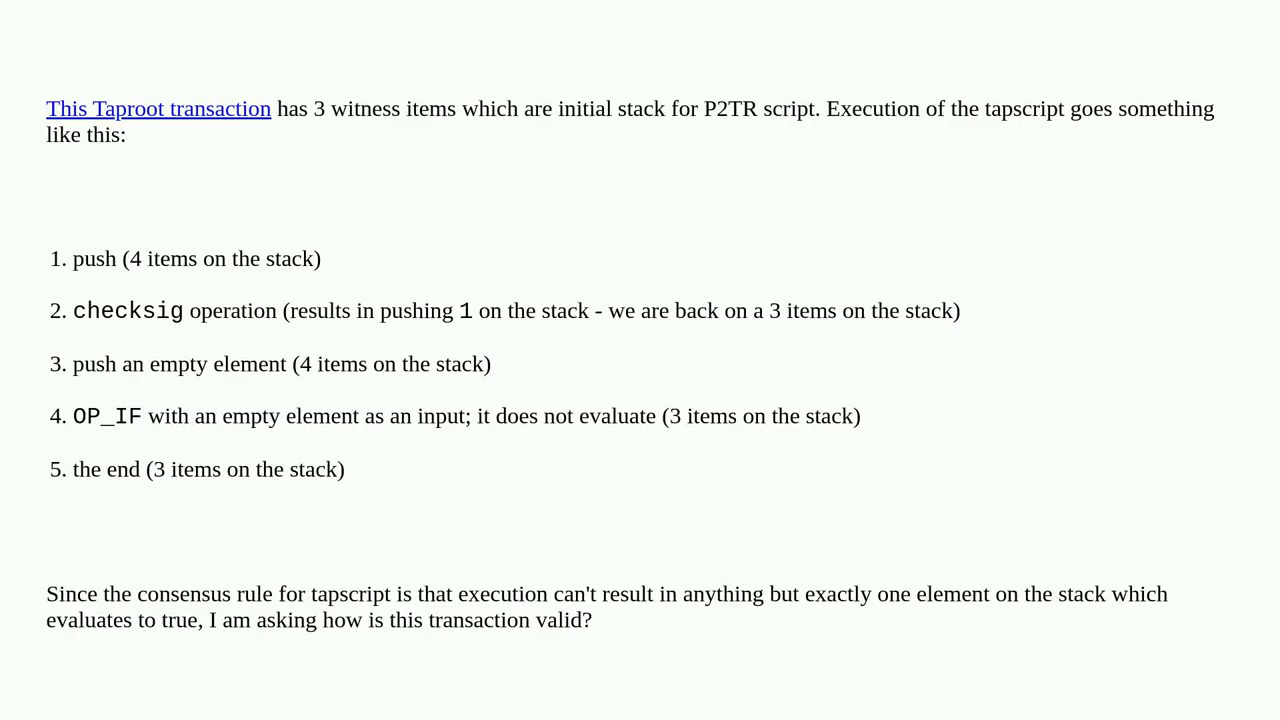 This Taproot transaction has 3 witness items which are initial stack for P2TR script. Execution of the tapscript goes something
like this:
1. push (4 items on the stack)
2. checksig operation (results in pushing 1 on the stack - we are back on a 3 items on the stack)
3. push an empty element (4 items on the stack)
4. OP_IF with an empty element as an input; it does not evaluate (3 items on the stack)
5. the end (3 items on the stack)
Since the consensus rule for tapscript is that execution can't result in anything but exactly one element on the stack which
evaluates to true, I am asking how is this transaction valid?